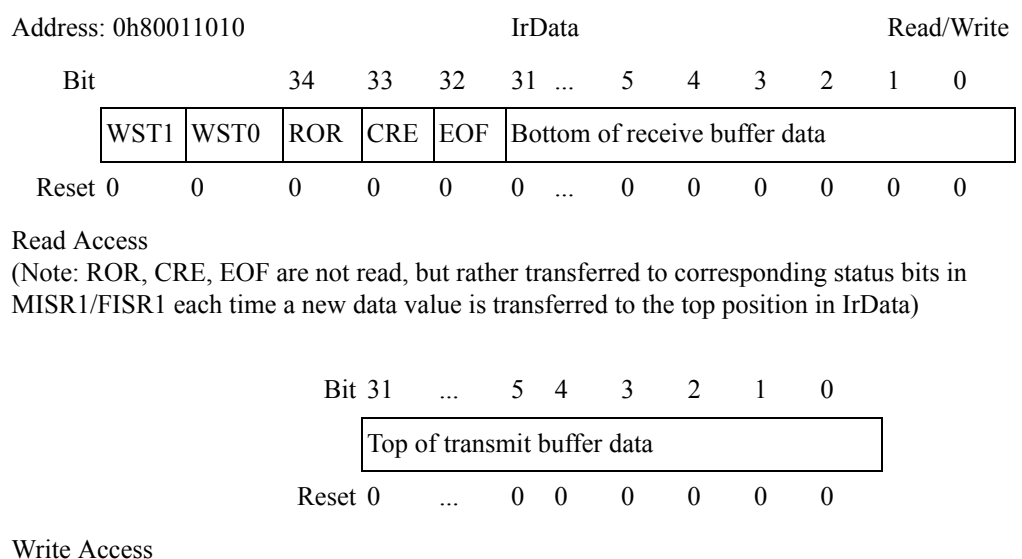 Address: 0h80011010 IrData Read/Write
Bit 34 33 32 31 ... 5 4 3 2 1 0
WST1 WST0 ROR CRE EOF Bottom of receive buffer data
Reset 0 0 0 0 0 0 ... 0 0 0 0 0 0
Read Access
(Note: ROR, CRE, EOF are not read, but rather transferred to corresponding status bits in
MISR1/FISR1 each time a new data value is transferred to the top position in IrData)
Bit 31 ... 5 4 3 2 1 0
Top of transmit buffer data
Reset 0 ... 0 0 0 0 0 0
Write Access